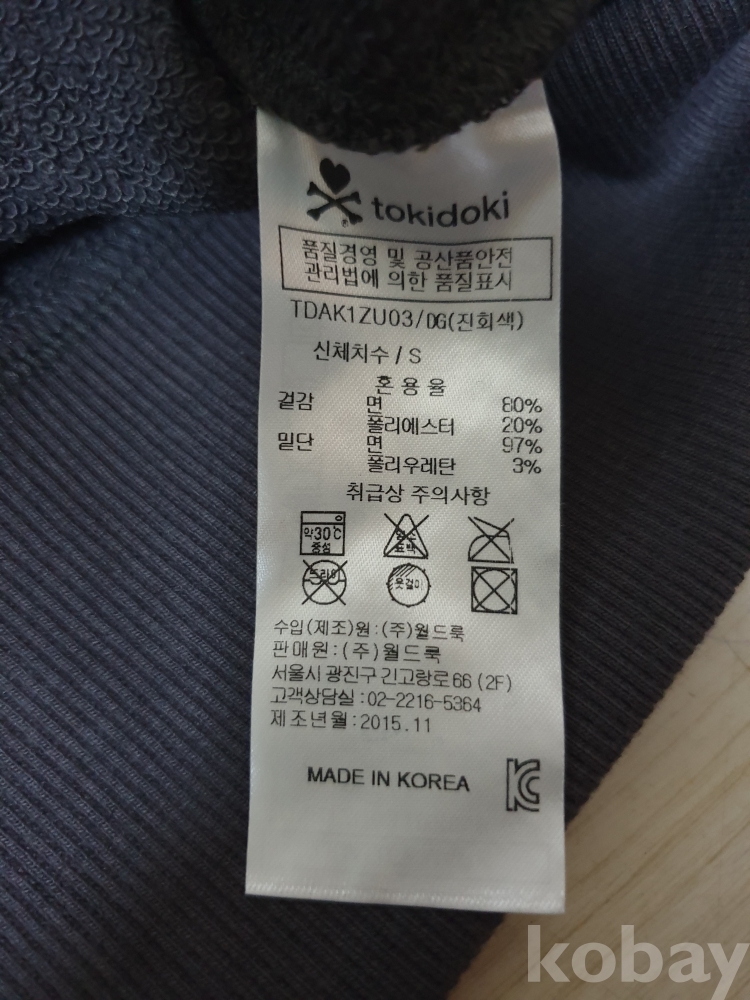 tokidoki
품질경영 및 공산품안전
관리법에 의한 품질표시
TDAK1ZU03/DG(진회색)
신체치수 / S
혼 용 율
겉감 면 80%
폴리에스터 20%
밑단 면 97%
폴리우레탄 3%
취급상 주의사항
약30℃
중성
염소
표백
드라이
옷걸이
수입(제조)원 : (주)월드룩
판매원 : (주)월드룩
서울시 광진구 긴고랑로 66 (2F)
고객상담실 : 02-2216-5364
제조년월 : 2015.11
MADE IN KOREA
KC
kobay